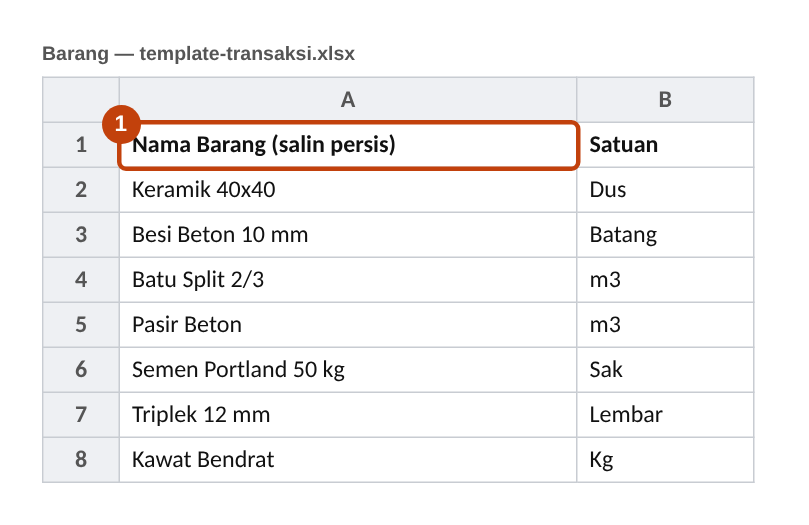 Barang — template-transaksi.xlsx
A B
1
1 Nama Barang (salin persis) Satuan
2 Keramik 40x40 Dus
3 Besi Beton 10 mm Batang
4 Batu Split 2/3 m3
5 Pasir Beton m3
6 Semen Portland 50 kg Sak
7 Triplek 12 mm Lembar
8 Kawat Bendrat Kg